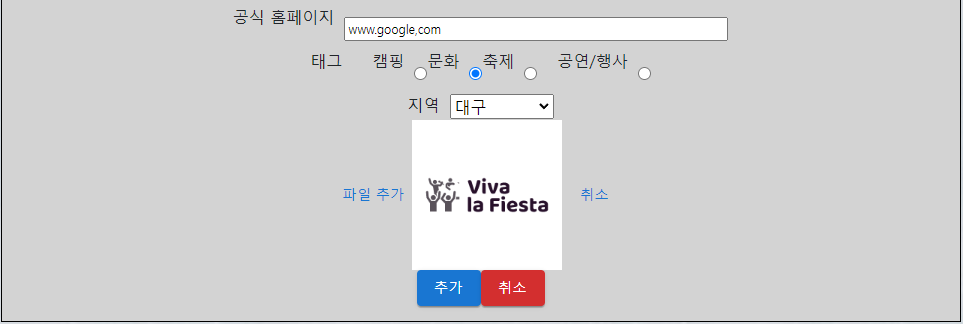 공식 홈페이지 www.google,com
태그 캠핑 문화 축제 공연/행사
지역 대구
Viva
파일 추가 la Fiesta 취소
추가 취소